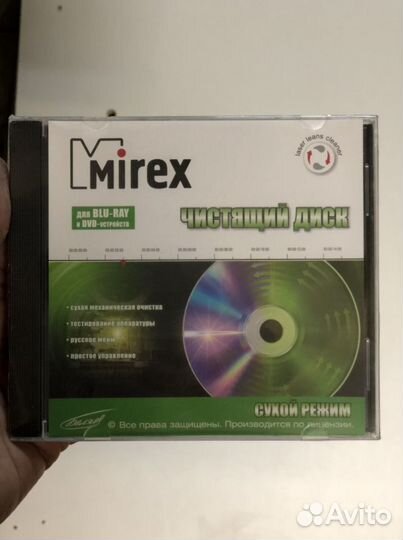 Mirex
laser leans cleaner
для BLU-RAY
и DVD-устройств
ЧИСТЯЩИЙ ДИСК
• сухая механическая очистка
• тестирование аппаратуры
• русское меню
• простое управление
СУХОЙ РЕЖИМ
© Все права защищены. Производится по лицензии.
Avito